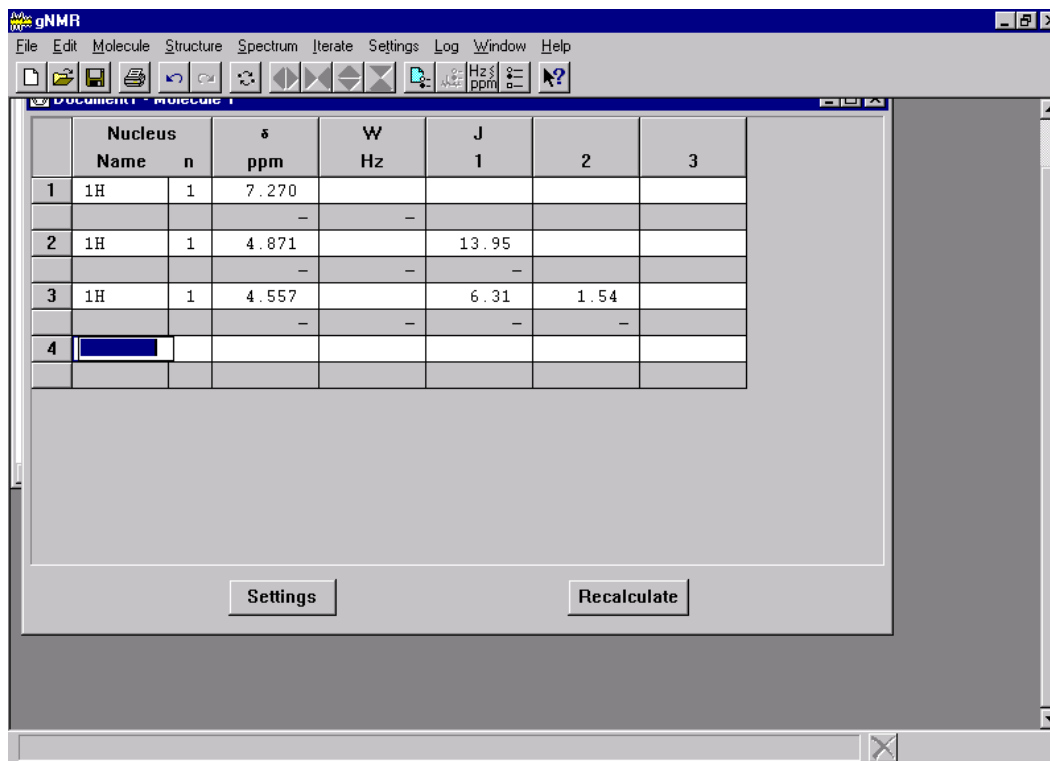 gNMR
File Edit Molecule Structure Spectrum Iterate Settings Log Window Help
Hz ppm
Document1 - Molecule 1
Nucleus δ W J
Name n ppm Hz 1 2 3
1 1H 1 7.270
– –
2 1H 1 4.871 13.95
– – –
3 1H 1 4.557 6.31 1.54
– – – –
4
Settings Recalculate